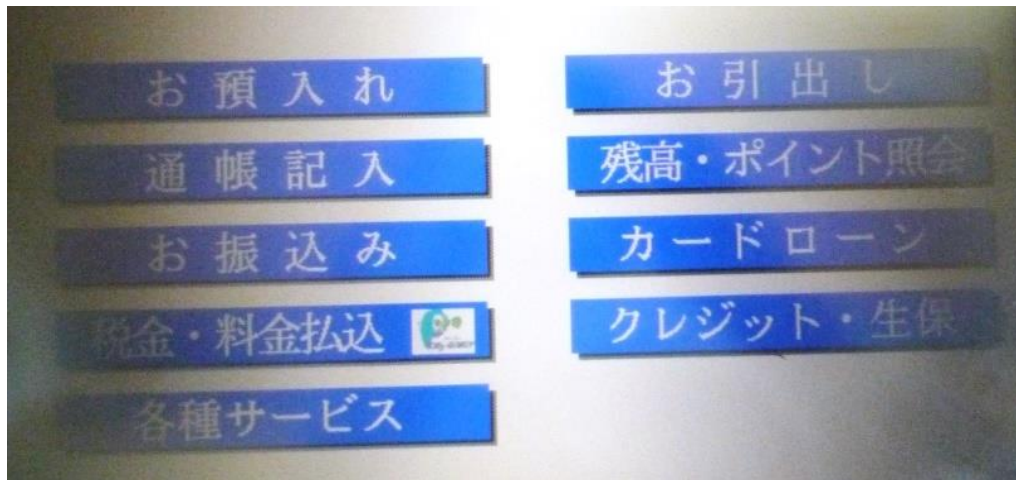 お預入れ
お引出し
通帳記入
残高・ポイント照会
お振込み
カードローン
税金・料金払込
クレジット・生保
各種サービス